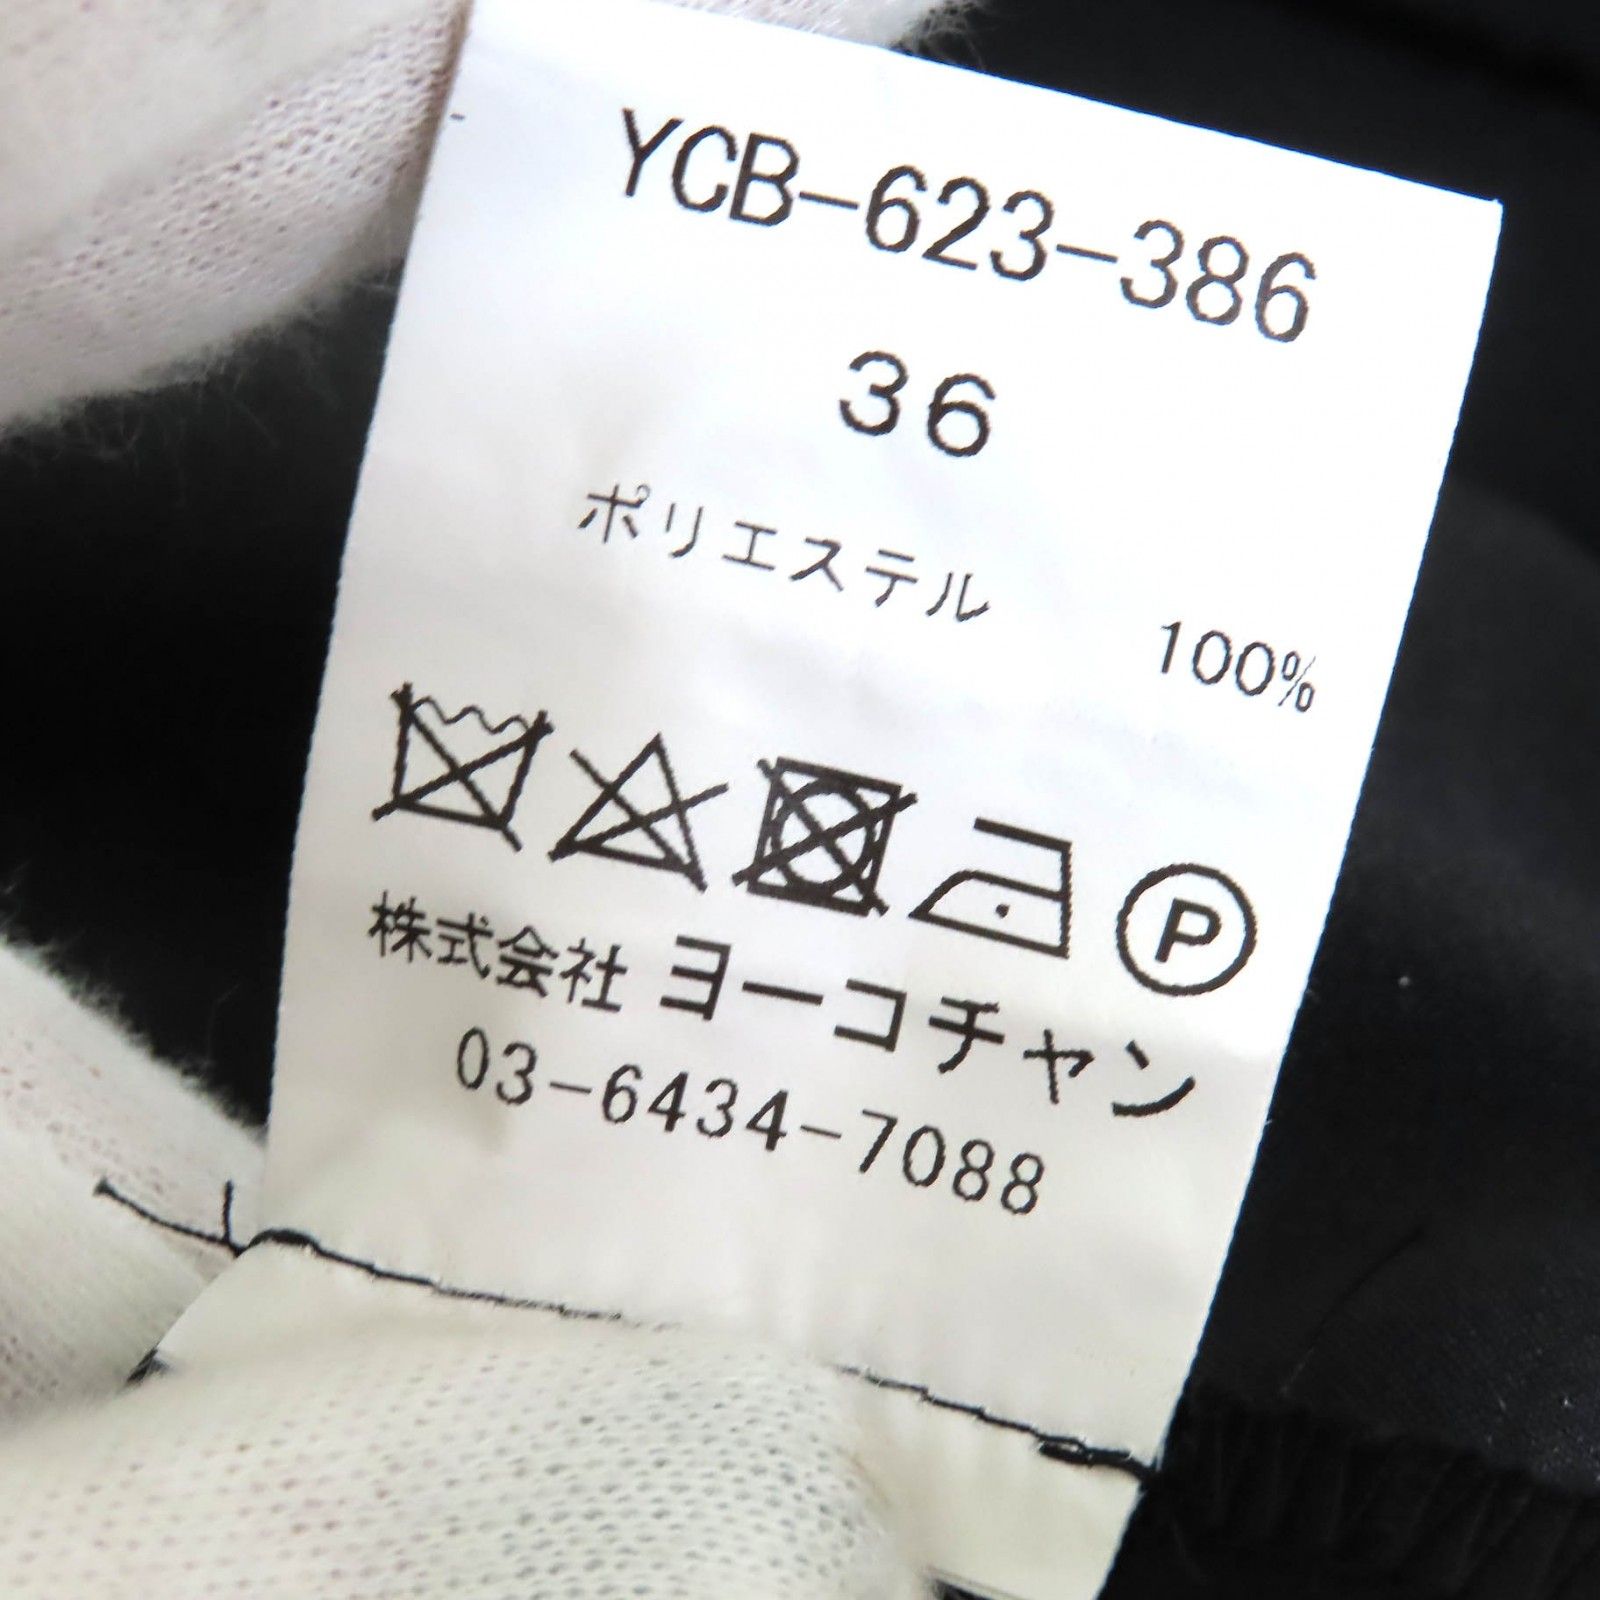 YCB-623-386
36
ポリエステル 100%
P
株式会社 ヨーコチャン
03-6434-7088